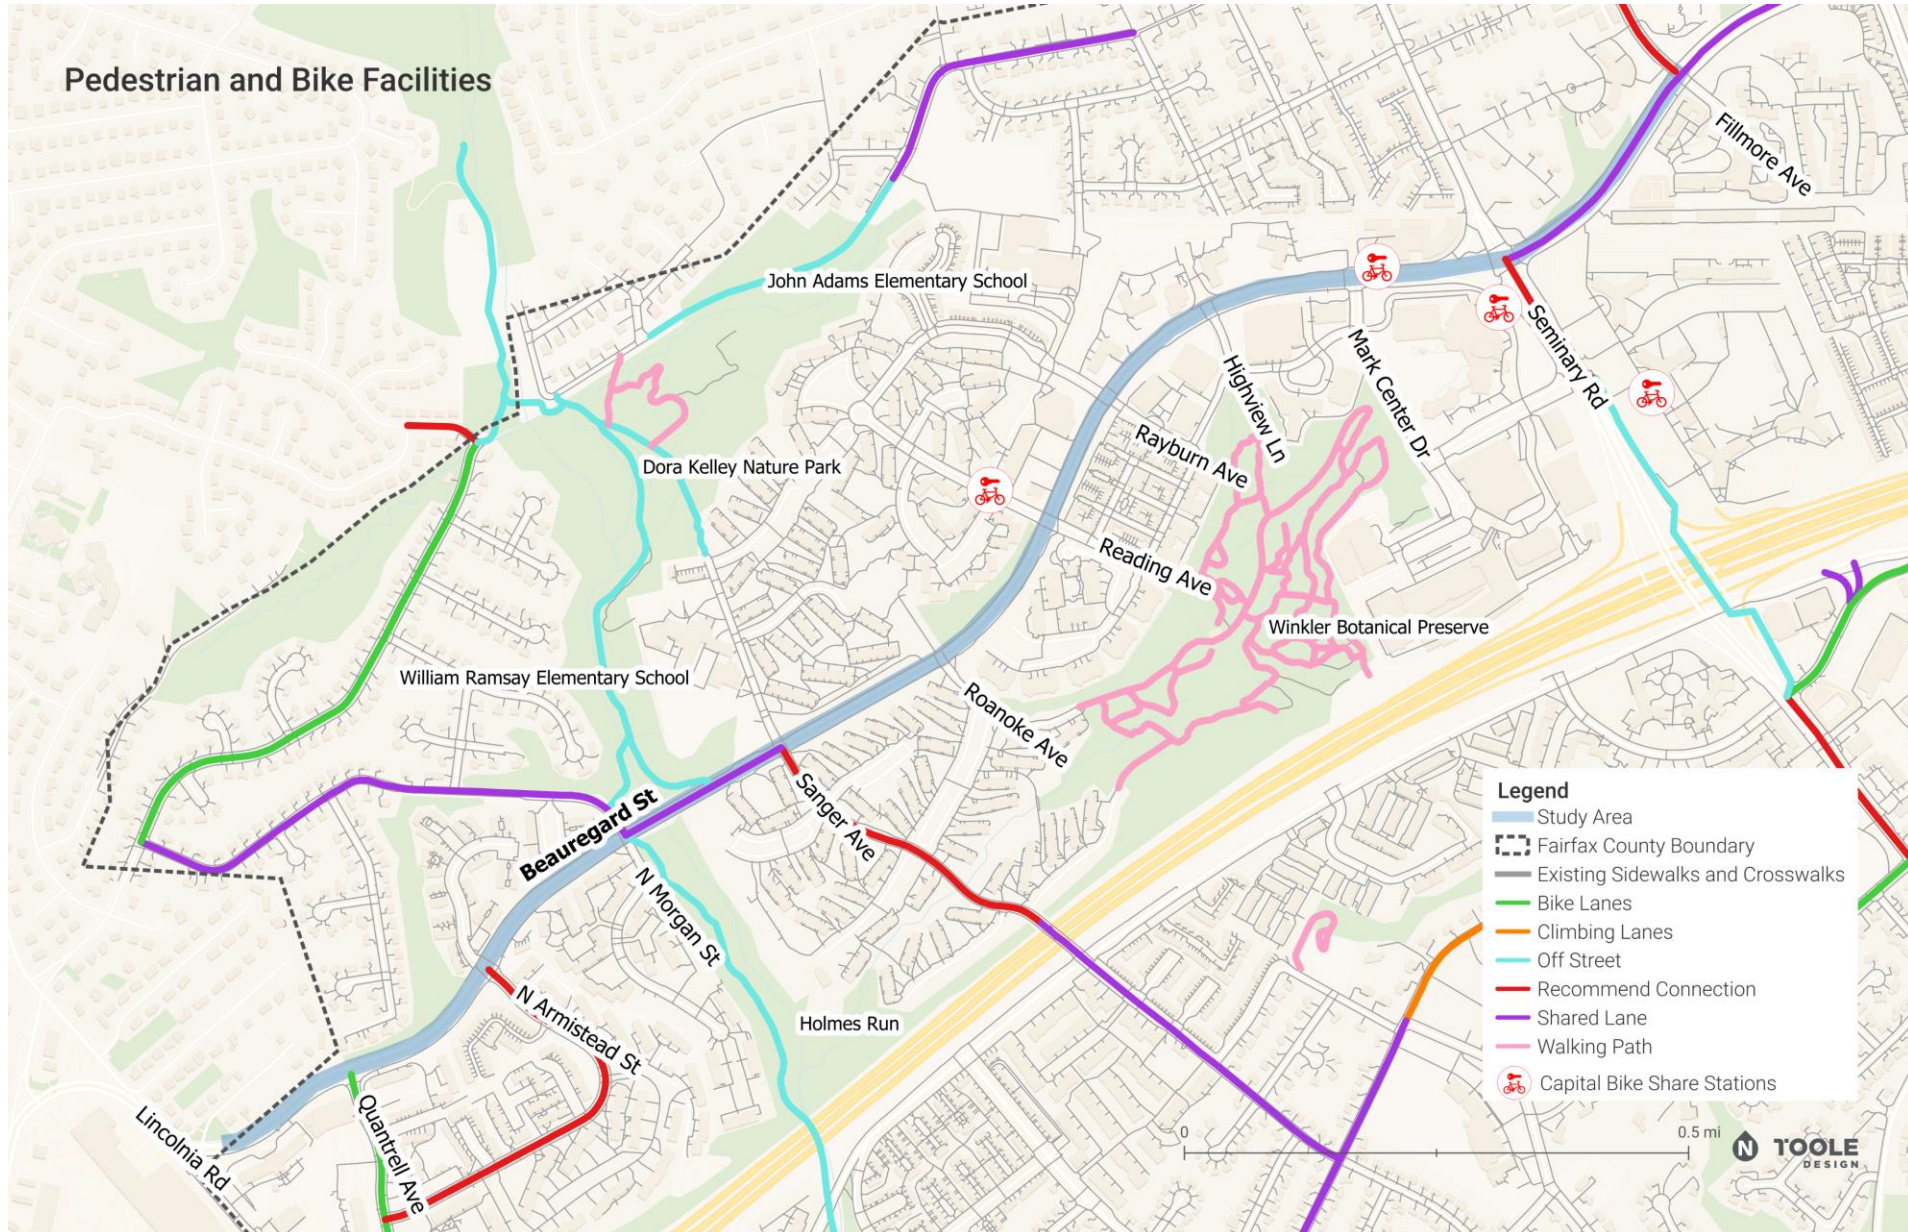 Pedestrian and Bike Facilities
Fillmore Ave
John Adams Elementary School
Seminary Rd
Mark Center Dr
Highview Ln
Rayburn Ave
Dora Kelley Nature Park
Reading Ave
Winkler Botanical Preserve
William Ramsay Elementary School
Roanoke Ave
Sanger Ave
Beauregard St
N Morgan St
N Armistead St
Holmes Run
Quantrell Ave
Lincolnia Rd
Legend
Study Area
Fairfax County Boundary
Existing Sidewalks and Crosswalks
Bike Lanes
Climbing Lanes
Off Street
Recommend Connection
Shared Lane
Walking Path
Capital Bike Share Stations
0
0.5 mi
N
TOOLE
DESIGN